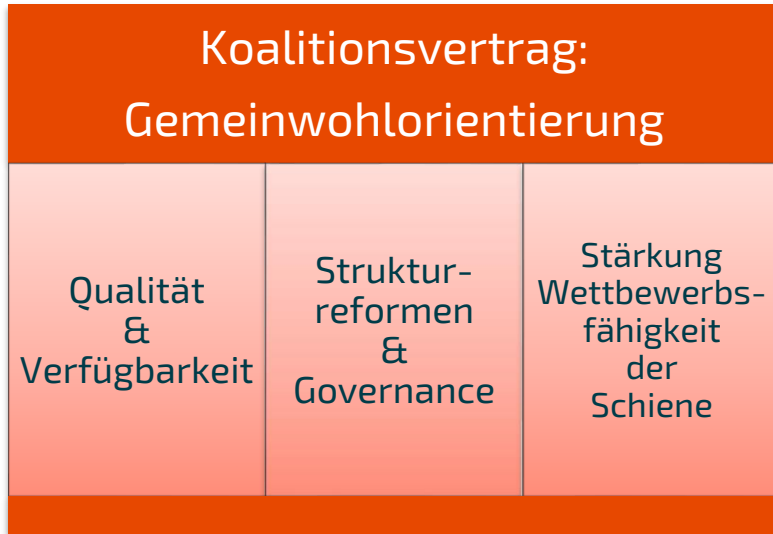 Koalitionsvertrag:
Gemeinwohlorientierung
Qualität
&
Verfügbarkeit
Struktur-
reformen
&
Governance
Stärkung
Wettbewerbs-
fähigkeit
der
Schiene